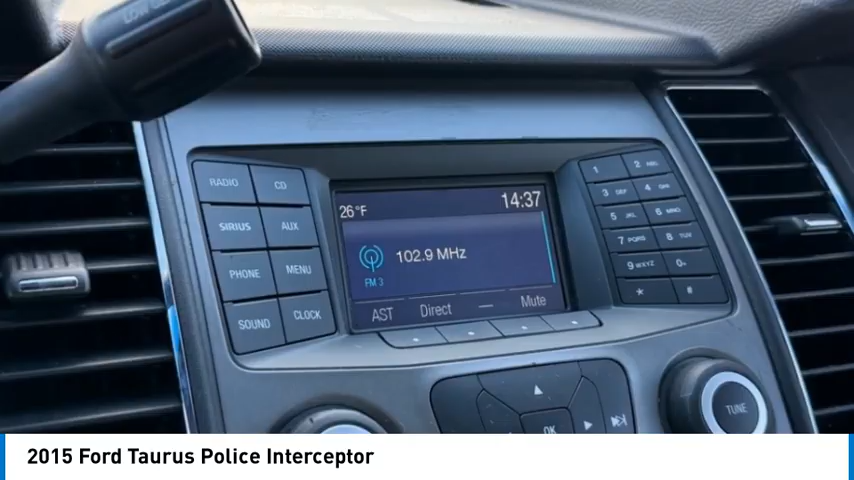 RADIO CD
SIRIUS AUX
PHONE MENU
SOUND CLOCK
26°F 14:37
102.9 MHz
FM 3
AST Direct — Mute
1 2 ABC
3 DEF 4 GHI
5 JKL 6 MNO
7 PQRS 8 TUV
9 WXYZ 0+
* #
OK
TUNE
2015 Ford Taurus Police Interceptor